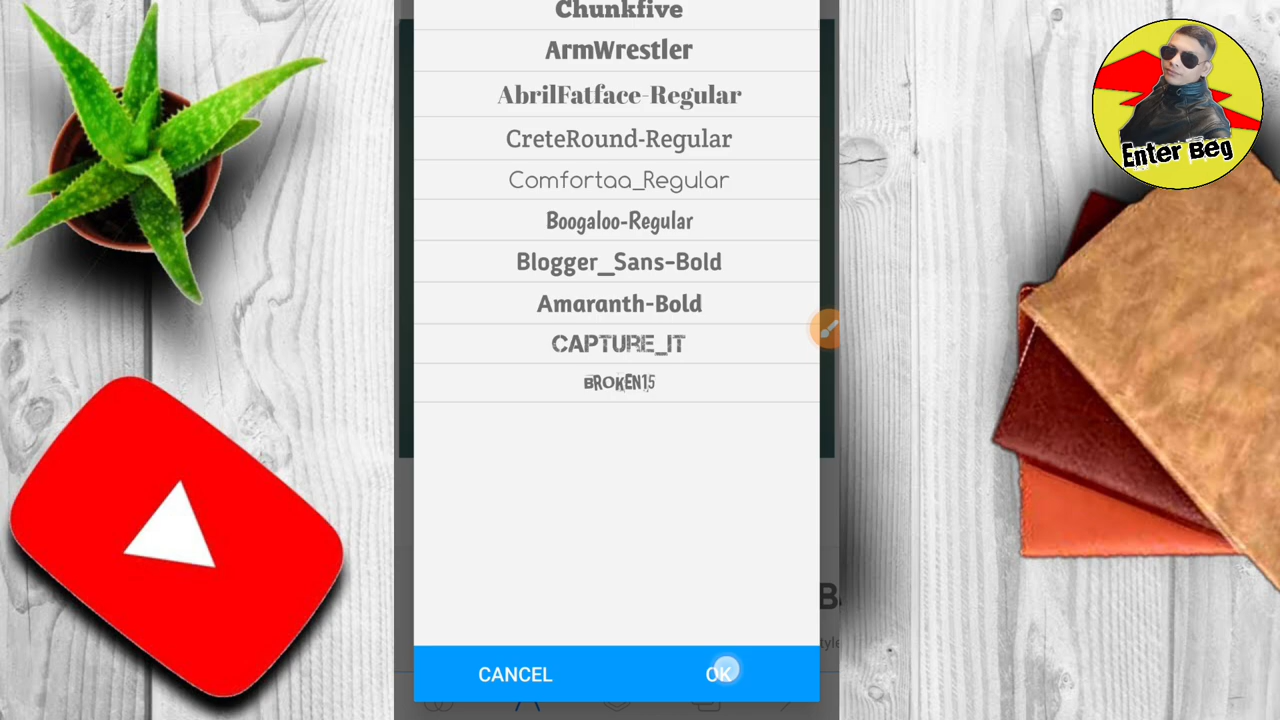 Chunkfive
ArmWrestler
AbrilFatface-Regular
CreteRound-Regular
Comfortaa_Regular
Boogaloo-Regular
Blogger_Sans-Bold
Amaranth-Bold
CAPTURE_IT
BROKEN15
CANCEL
OK
Enter Beg